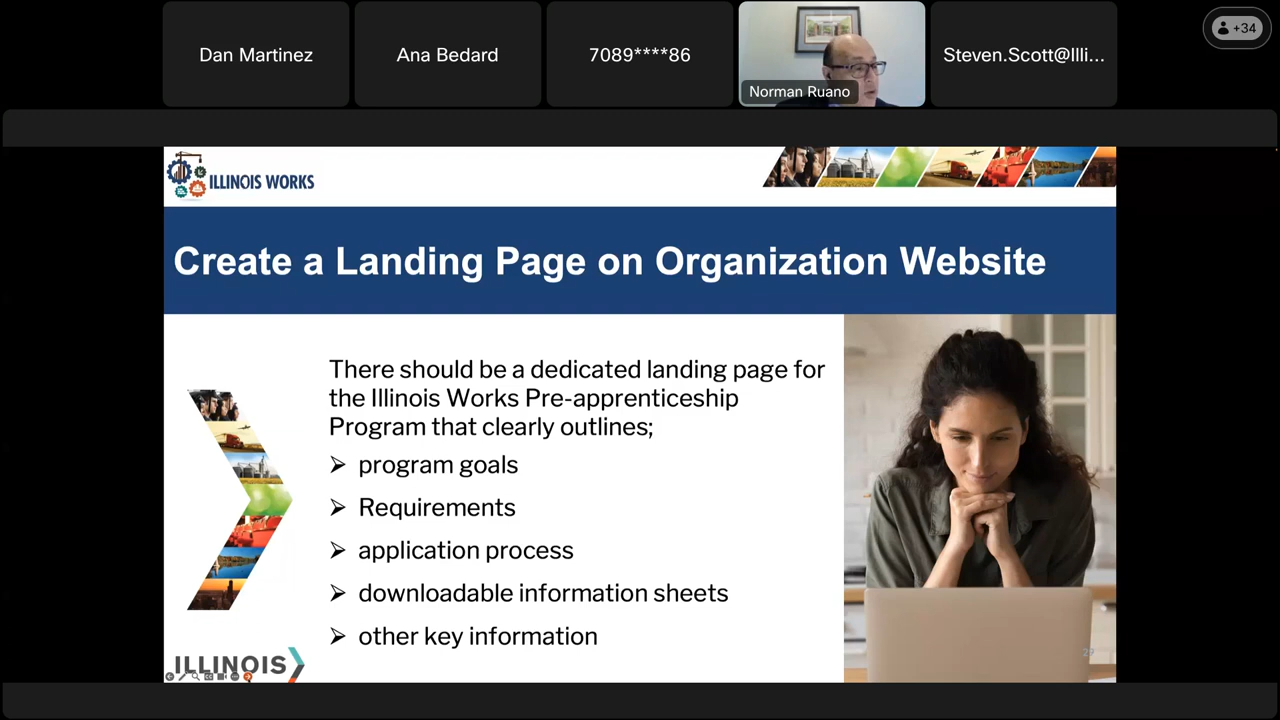 Dan Martinez
Ana Bedard
7089****86
Norman Ruano
Steven.Scott@Illi...
+34
ILLINOIS WORKS
Create a Landing Page on Organization Website
There should be a dedicated landing page for
the Illinois Works Pre-apprenticeship
Program that clearly outlines;
➢ program goals
➢ Requirements
➢ application process
➢ downloadable information sheets
➢ other key information
ILLINOIS